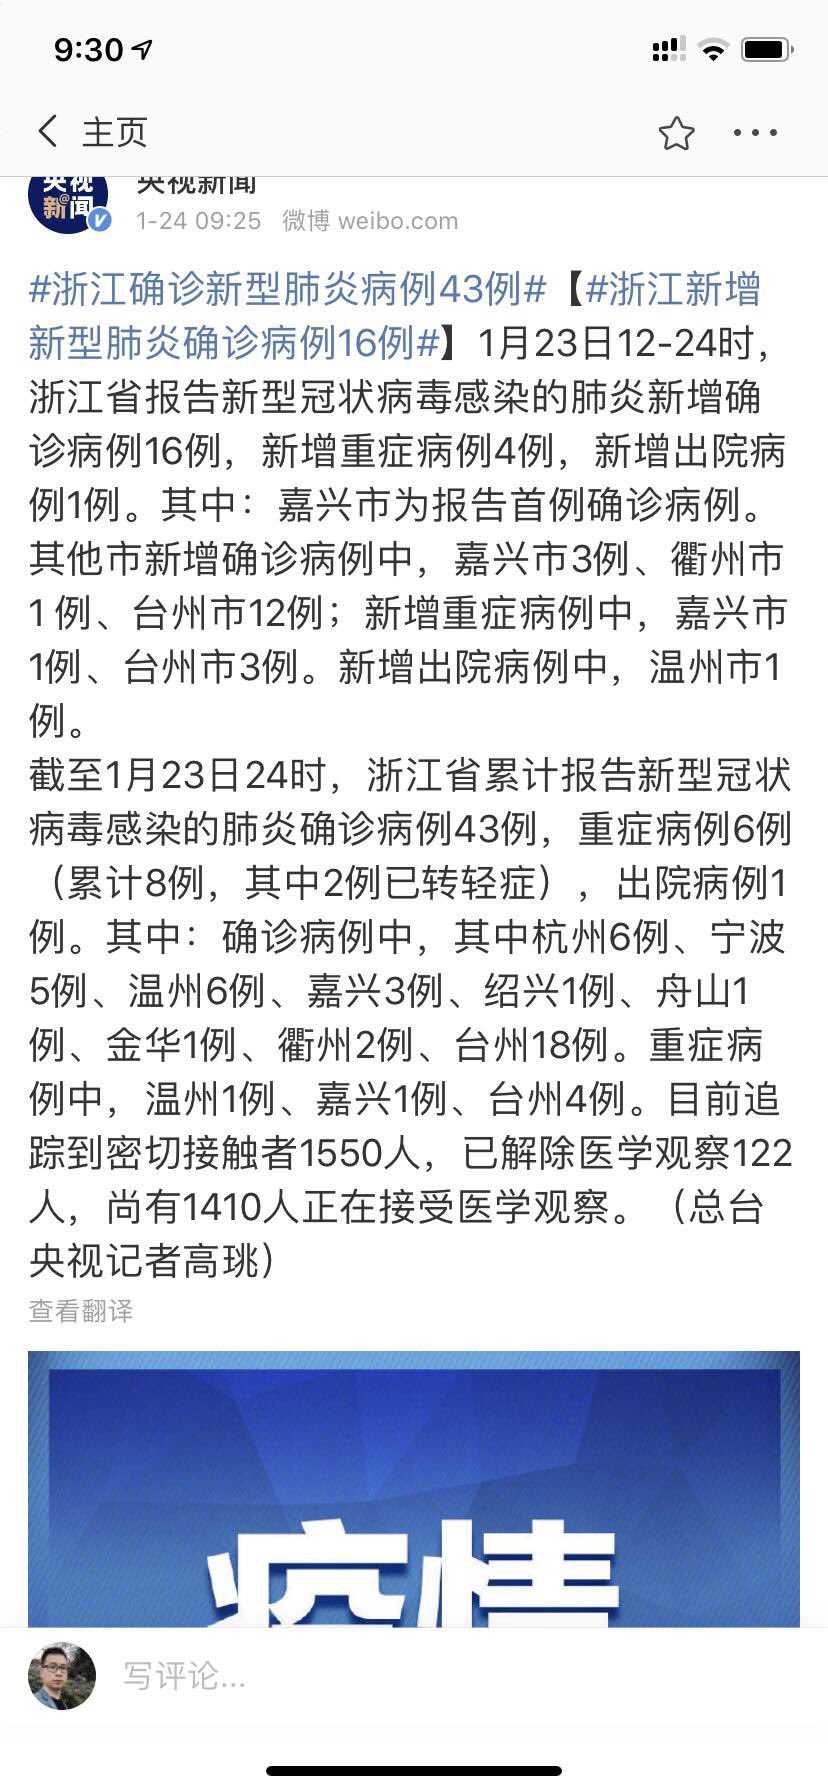 9:30
主页
央视
新闻
央视新闻
1-24 09:25 微博 weibo.com
#浙江确诊新型肺炎病例43例#【#浙江新增
新型肺炎确诊病例16例#】1月23日12-24时，
浙江省报告新型冠状病毒感染的肺炎新增确
诊病例16例，新增重症病例4例，新增出院病
例1例。其中：嘉兴市为报告首例确诊病例。
其他市新增确诊病例中，嘉兴市3例、衢州市
1 例、台州市12例；新增重症病例中，嘉兴市
1例、台州市3例。新增出院病例中，温州市1
例。
截至1月23日24时，浙江省累计报告新型冠状
病毒感染的肺炎确诊病例43例，重症病例6例
（累计8例，其中2例已转轻症），出院病例1
例。其中：确诊病例中，其中杭州6例、宁波
5例、温州6例、嘉兴3例、绍兴1例、舟山1
例、金华1例、衢州2例、台州18例。重症病
例中，温州1例、嘉兴1例、台州4例。目前追
踪到密切接触者1550人，已解除医学观察122
人，尚有1410人正在接受医学观察。（总台
央视记者高珧）
查看翻译
疫情
写评论...